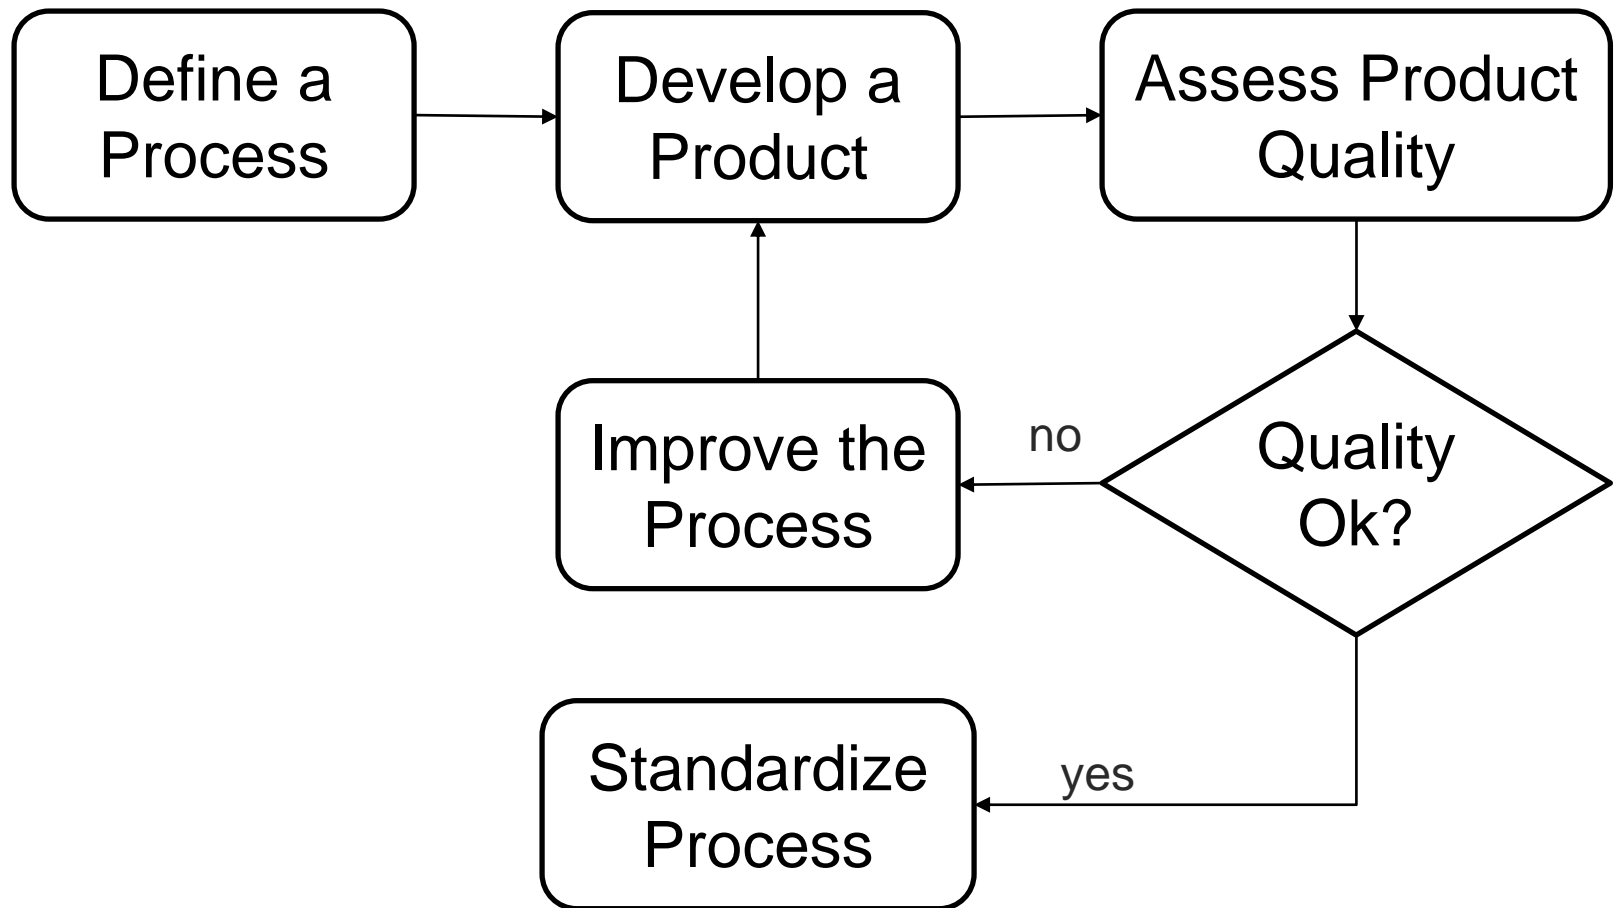 Define a
Process
Develop a
Product
Assess Product
Quality
Quality
Ok?
no
Improve the
Process
yes
Standardize
Process